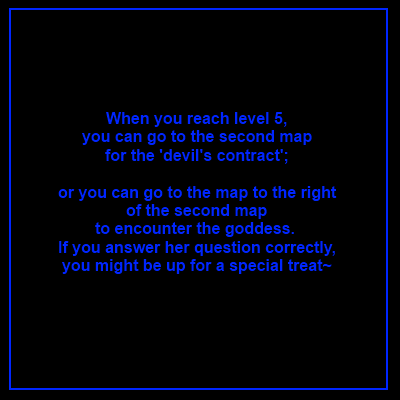 When you reach level 5,
you can go to the second map
for the 'devil's contract';
or you can go to the map to the right
of the second map
to encounter the goddess.
If you answer her question correctly,
you might be up for a special treat~